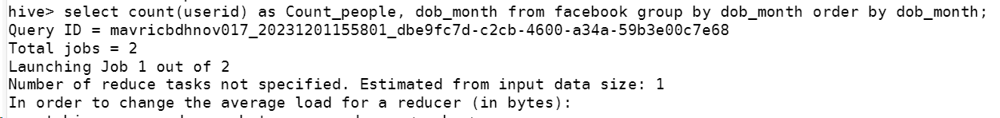 hive> select count(userid) as Count_people, dob_month from facebook group by dob_month order by dob_month;
Query ID = mavricbdhnov017_20231201155801_dbe9fc7d-c2cb-4600-a34a-59b3e00c7e68
Total jobs = 2
Launching Job 1 out of 2
Number of reduce tasks not specified. Estimated from input data size: 1
In order to change the average load for a reducer (in bytes):